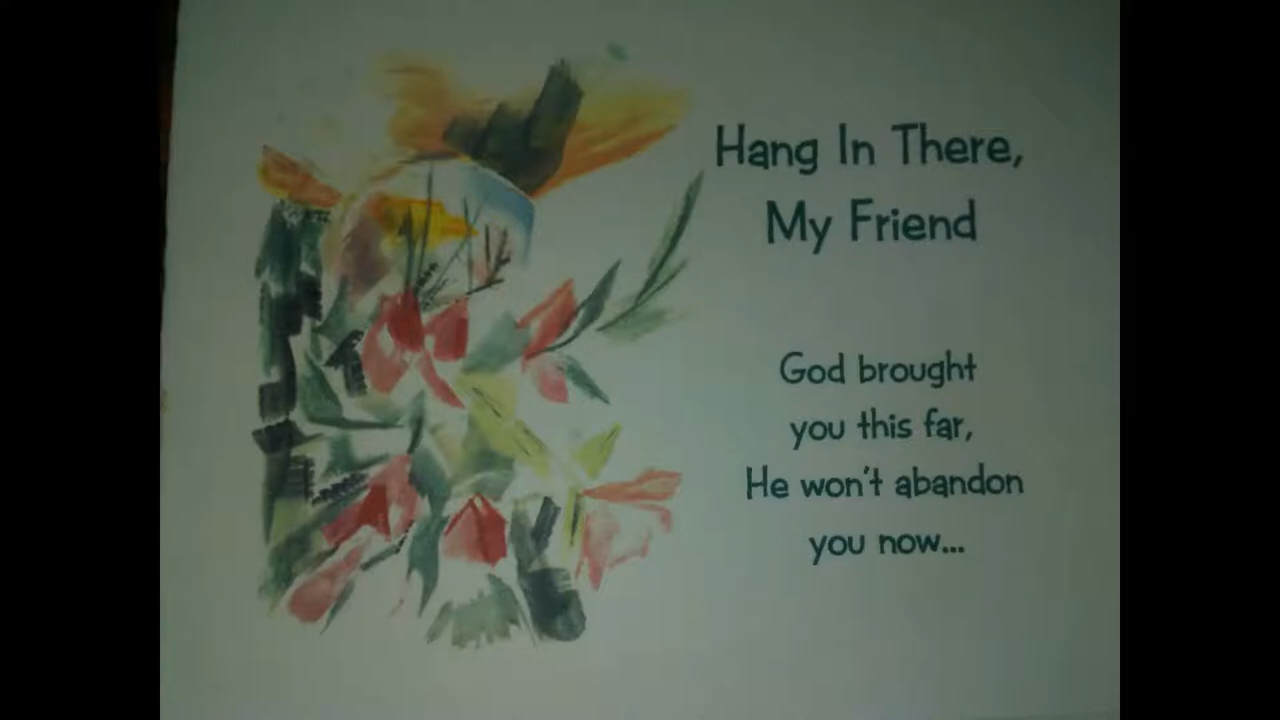 Hang In There,
My Friend
God brought
you this far,
He won't abandon
you now...